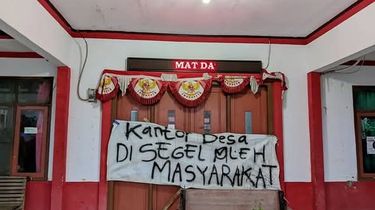 MAT DA
Kantor Desa
DI SEGEL OLEH
MASYARAKAT